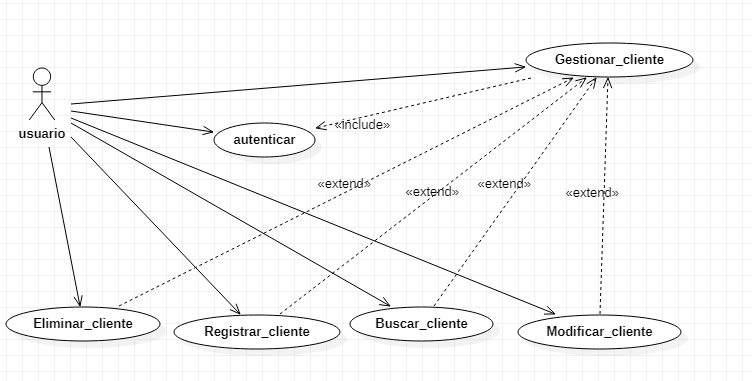 Gestionar_cliente
usuario
autenticar
«include»
«extend»
«extend»
«extend»
«extend»
Eliminar_cliente
Registrar_cliente
Buscar_cliente
Modificar_cliente